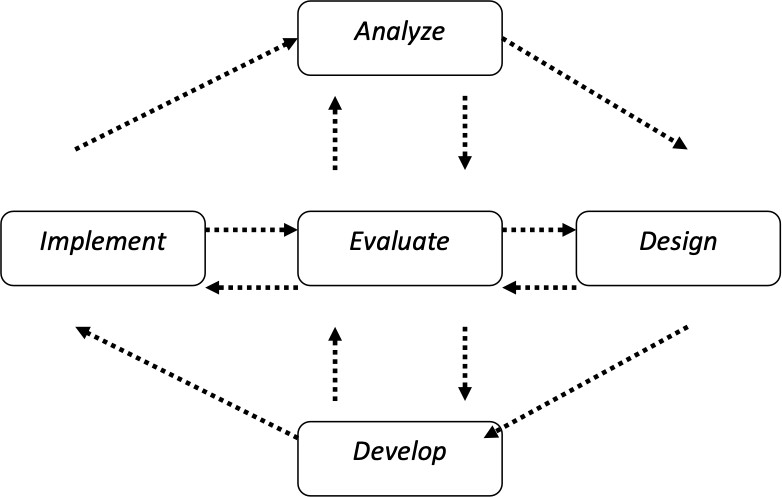 Analyze
Implement
Evaluate
Design
Develop